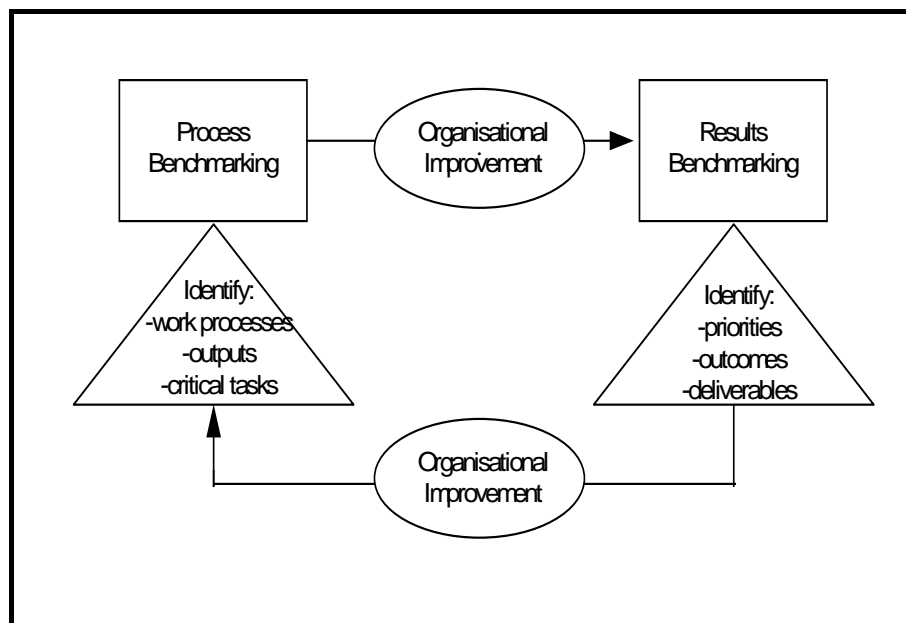 Process
Benchmarking
Organisational
Improvement
Results
Benchmarking
Identify:
-work processes
-outputs
-critical tasks
Identify:
-priorities
-outcomes
-deliverables
Organisational
Improvement